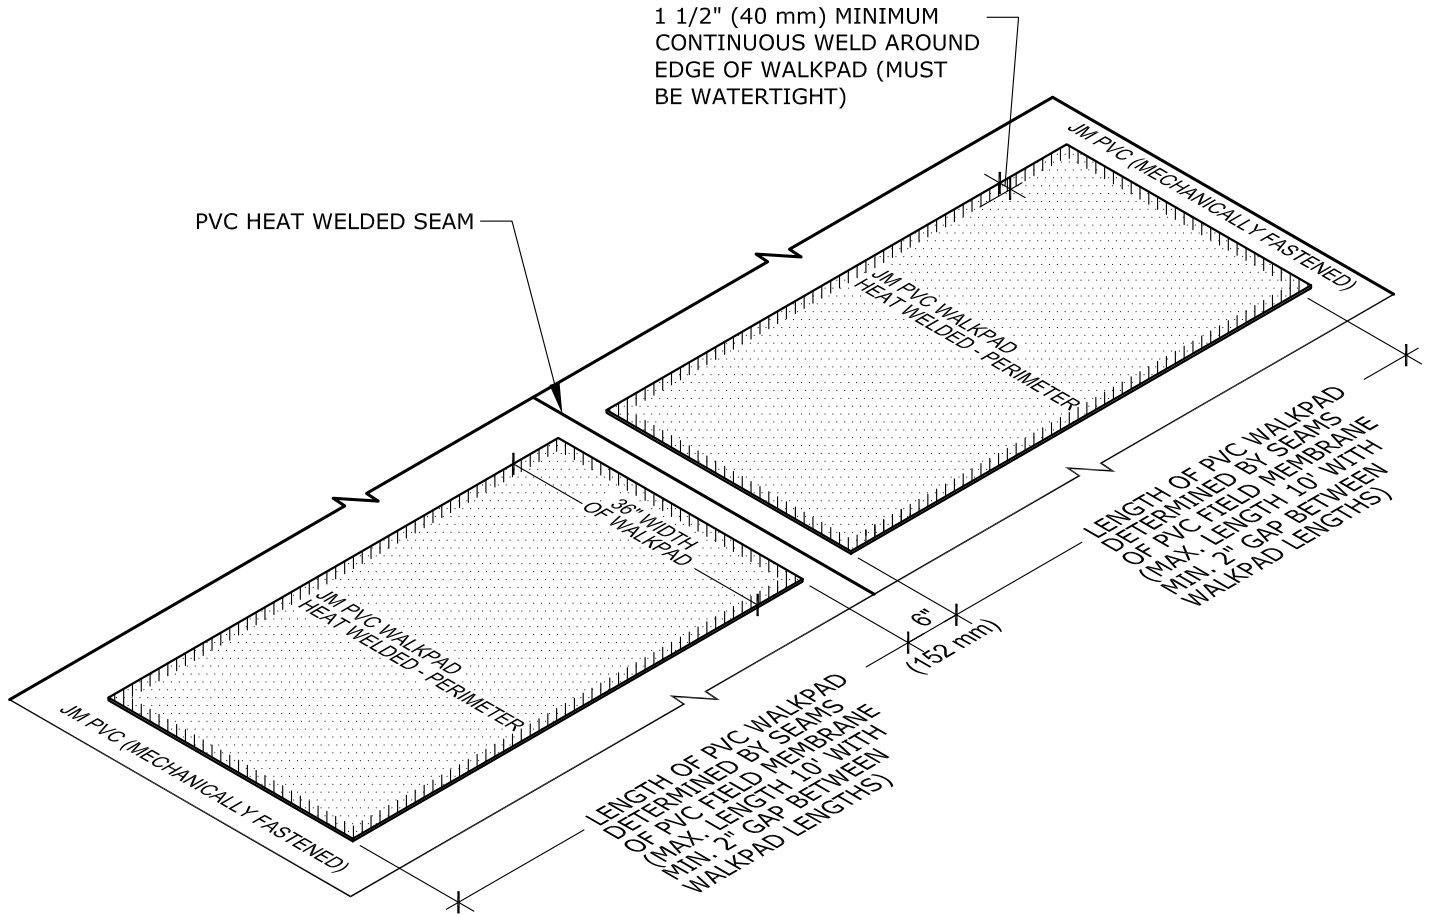 1 1/2" (40 mm) MINIMUM
CONTINUOUS WELD AROUND
EDGE OF WALKPAD (MUST
BE WATERTIGHT)
JM PVC (MECHANICALLY FASTENED)
PVC HEAT WELDED SEAM
JM PVC WALKPAD
HEAT WELDED - PERIMETER
LENGTH OF PVC WALKPAD
DETERMINED BY SEAMS
OF PVC FIELD MEMBRANE
(MAX. LENGTH 10' WITH
MIN. 2" GAP BETWEEN
WALKPAD LENGTHS)
36" WIDTH
OF WALKPAD
6"
(152 mm)
JM PVC WALKPAD
HEAT WELDED - PERIMETER
LENGTH OF PVC WALKPAD
DETERMINED BY SEAMS
OF PVC FIELD MEMBRANE
(MAX. LENGTH 10' WITH
MIN. 2" GAP BETWEEN
WALKPAD LENGTHS)
JM PVC (MECHANICALLY FASTENED)